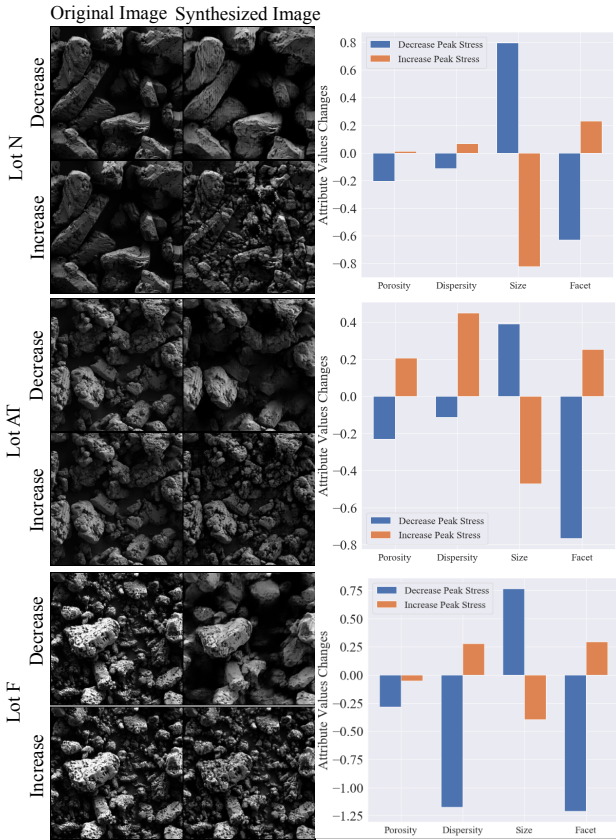 Original Image Synthesized Image
Lot N
Decrease
Increase
Attribute Values Changes
0.8
0.6
0.4
0.2
0.0
−0.2
−0.4
−0.6
−0.8
Decrease Peak Stress
Increase Peak Stress
Porosity Dispersity Size Facet
Lot AT
Decrease
Increase
Attribute Values Changes
0.4
0.2
0.0
−0.2
−0.4
−0.6
−0.8
Decrease Peak Stress
Increase Peak Stress
Porosity Dispersity Size Facet
Lot F
Decrease
Increase
Attribute Values Changes
0.75
0.50
0.25
0.00
−0.25
−0.50
−0.75
−1.00
−1.25
Decrease Peak Stress
Increase Peak Stress
Porosity Dispersity Size Facet